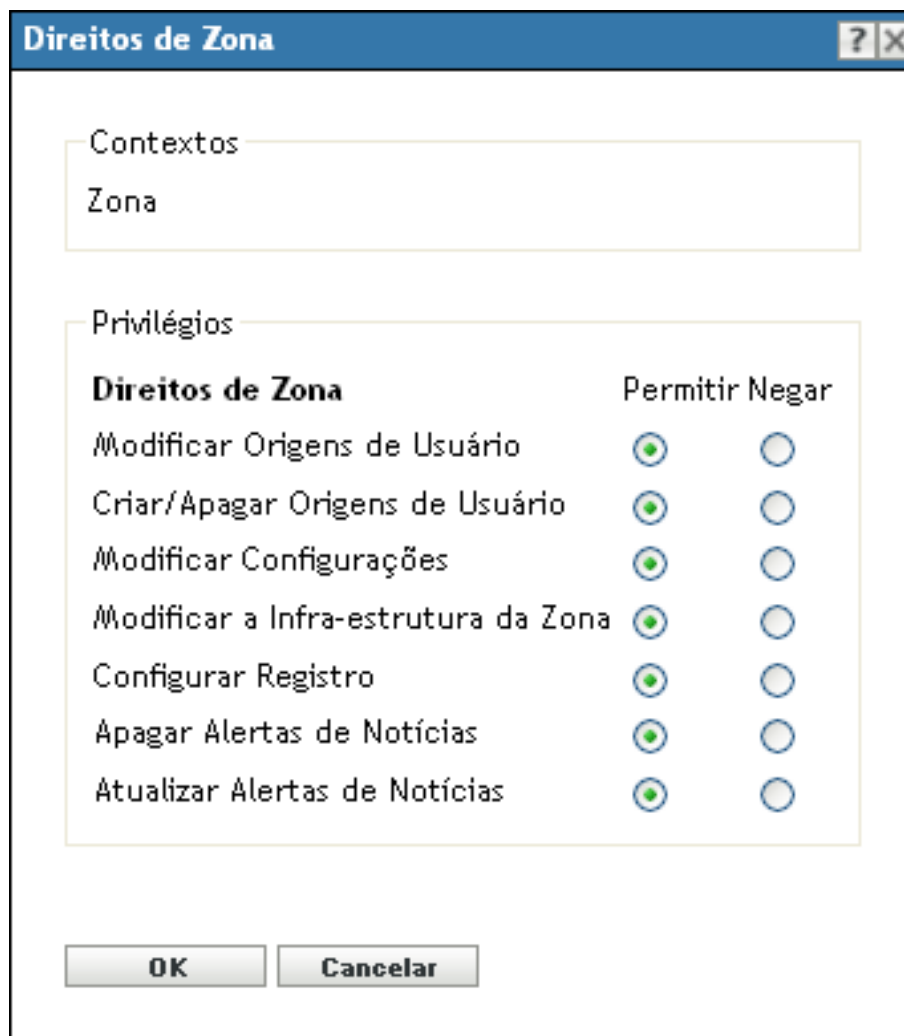 Direitos de Zona ? X
Contextos
Zona
Privilégios
Direitos de Zona Permitir Negar
Modificar Origens de Usuário
Criar/Apagar Origens de Usuário
Modificar Configurações
Modificar a Infra-estrutura da Zona
Configurar Registro
Apagar Alertas de Notícias
Atualizar Alertas de Notícias
OK Cancelar